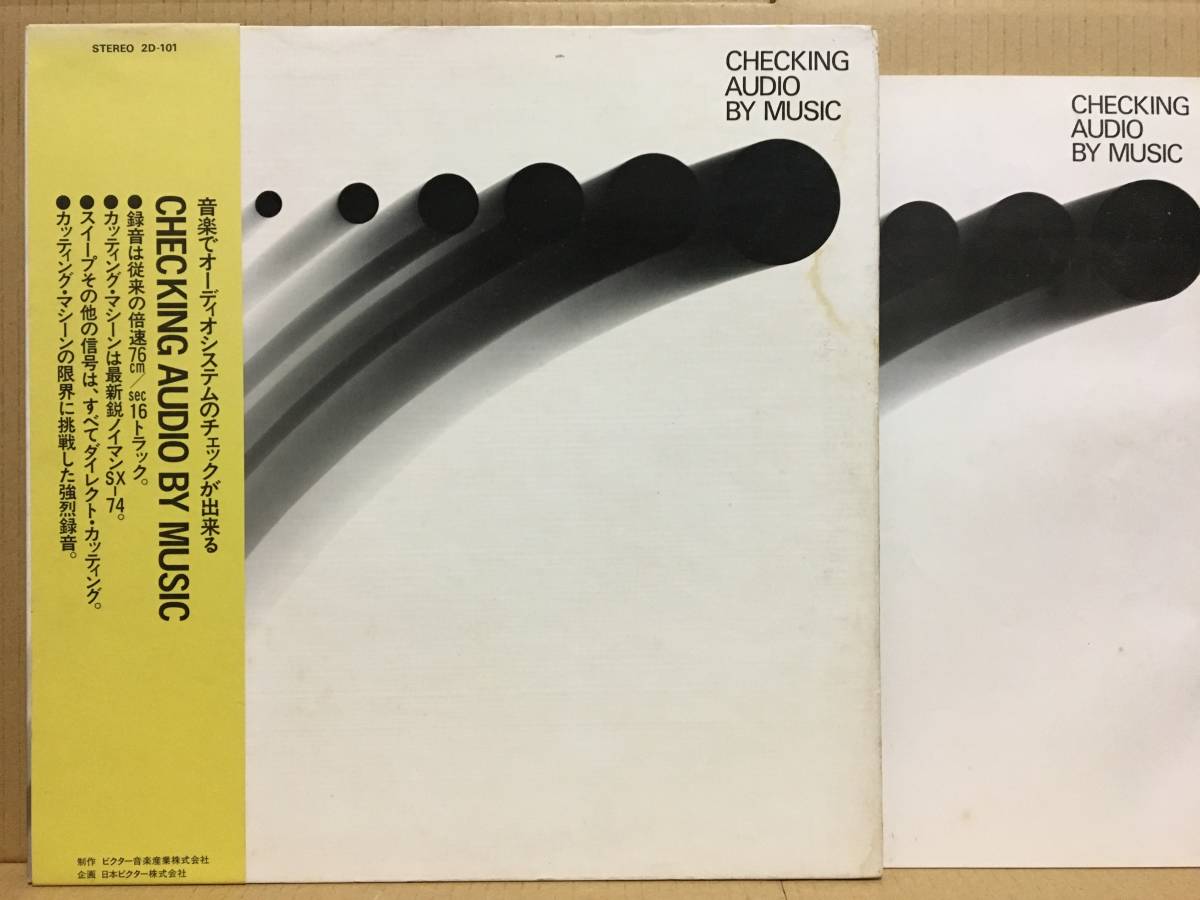 STEREO 2D-101
音楽でオーディオシステムのチェックが出来る
CHECKING AUDIO BY MUSIC
●録音は従来の倍速76cm/sec16トラック。
●カッティング・マシーンは最新鋭ノイマンSX-74。
●スイープその他の信号は、すべてダイレクト・カッティング。
●カッティング・マシーンの限界に挑戦した強烈録音。
制作 ビクター音楽産業株式会社
企画 日本ビクター株式会社
CHECKING
AUDIO
BY MUSIC
CHECKING
AUDIO
BY MUSIC